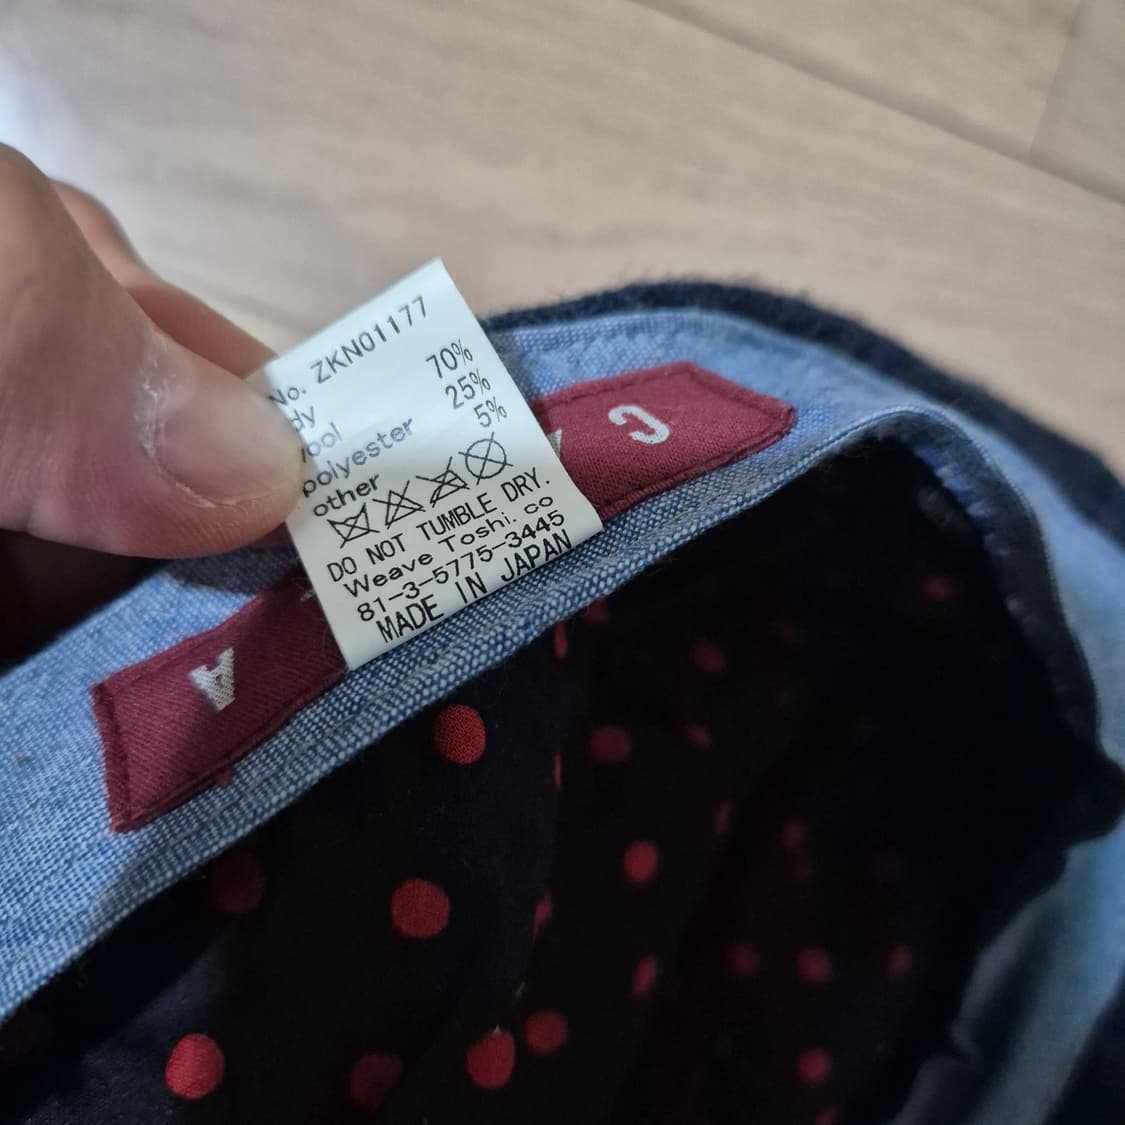 No. ZKN01177
70%
25%
polyester 5%
other
DO NOT TUMBLE DRY.
Weave Toshi. co
81-3-5775-3445
MADE IN JAPAN
C
A